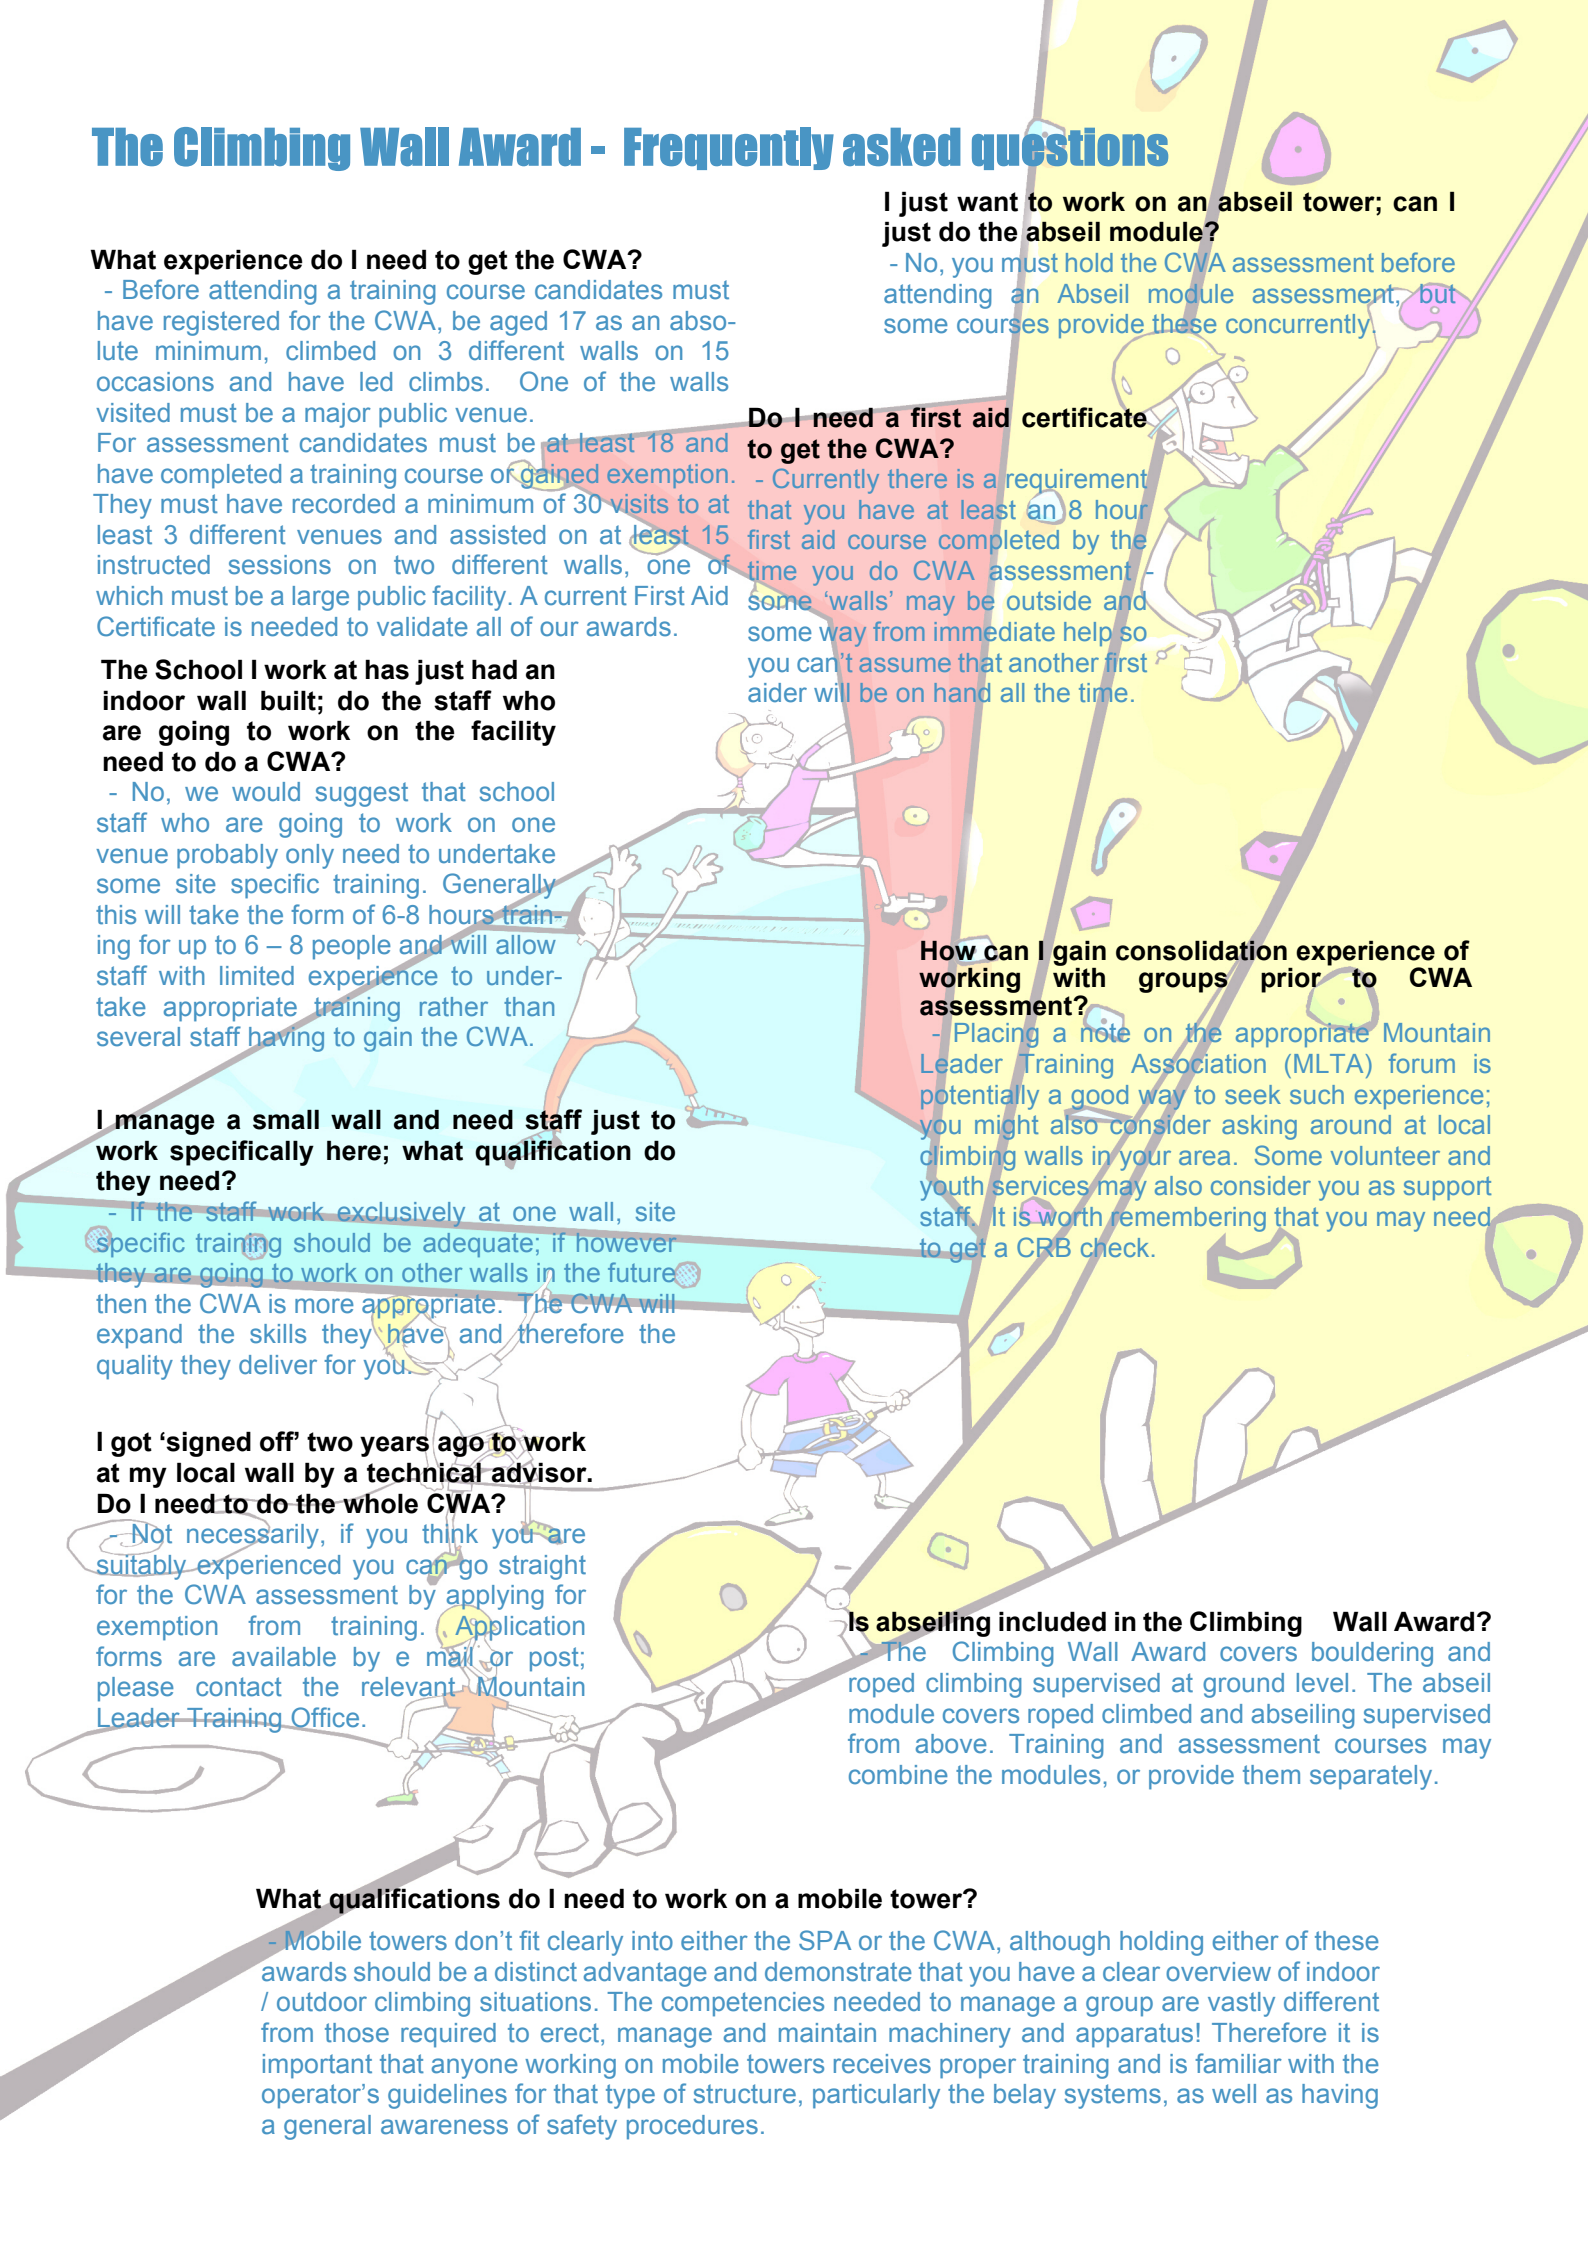 The Climbing Wall Award - Frequently asked questions
What experience do I need to get the CWA?
- Before attending a training course candidates must
have registered for the CWA, be aged 17 as an abso-
lute minimum, climbed on 3 different walls on 15
occasions and have led climbs. One of the walls
visited must be a major public venue.
For assessment candidates must be at least 18 and
have completed a training course or gained exemption.
They must have recorded a minimum of 30 visits to at
least 3 different venues and assisted on at least 15
instructed sessions on two different walls, one of
which must be a large public facility. A current First Aid
Certificate is needed to validate all of our awards.
The School I work at has just had an
indoor wall built; do the staff who
are going to work on the facility
need to do a CWA?
- No, we would suggest that school
staff who are going to work on one
venue probably only need to undertake
some site specific training. Generally
this will take the form of 6-8 hours train-
ing for up to 6 – 8 people and will allow
staff with limited experience to under-
take appropriate training rather than
several staff having to gain the CWA.
I manage a small wall and need staff just to
work specifically here; what qualification do
they need?
- If the staff work exclusively at one wall, site
specific training should be adequate; if however
they are going to work on other walls in the future
then the CWA is more appropriate. The CWA will
expand the skills they have and therefore the
quality they deliver for you.
I got ‘signed off’ two years ago to work
at my local wall by a technical advisor.
Do I need to do the whole CWA?
- Not necessarily, if you think you are
suitably experienced you can go straight
for the CWA assessment by applying for
exemption from training. Application
forms are available by e mail or post;
please contact the relevant Mountain
Leader Training Office.
I just want to work on an abseil tower; can I
just do the abseil module?
- No, you must hold the CWA assessment before
attending an Abseil module assessment, but
some courses provide these concurrently.
Do I need a first aid certificate
to get the CWA?
- Currently there is a requirement
that you have at least an 8 hour
first aid course completed by the
time you do CWA assessment -
some ‘walls’ may be outside and
some way from immediate help so
you can’t assume that another first
aider will be on hand all the time.
How can I gain consolidation experience of
working with groups prior to CWA
assessment?
- Placing a note on the appropriate Mountain
Leader Training Association (MLTA) forum is
potentially a good way to seek such experience;
you might also consider asking around at local
climbing walls in your area. Some volunteer and
youth services may also consider you as support
staff. It is worth remembering that you may need
to get a CRB check.
Is abseiling included in the Climbing Wall Award?
- The Climbing Wall Award covers bouldering and
roped climbing supervised at ground level. The abseil
module covers roped climbed and abseiling supervised
from above. Training and assessment courses may
combine the modules, or provide them separately.
What qualifications do I need to work on a mobile tower?
- Mobile towers don’t fit clearly into either the SPA or the CWA, although holding either of these
awards should be a distinct advantage and demonstrate that you have a clear overview of indoor
/ outdoor climbing situations. The competencies needed to manage a group are vastly different
from those required to erect, manage and maintain machinery and apparatus! Therefore it is
important that anyone working on mobile towers receives proper training and is familiar with the
operator’s guidelines for that type of structure, particularly the belay systems, as well as having
a general awareness of safety procedures.